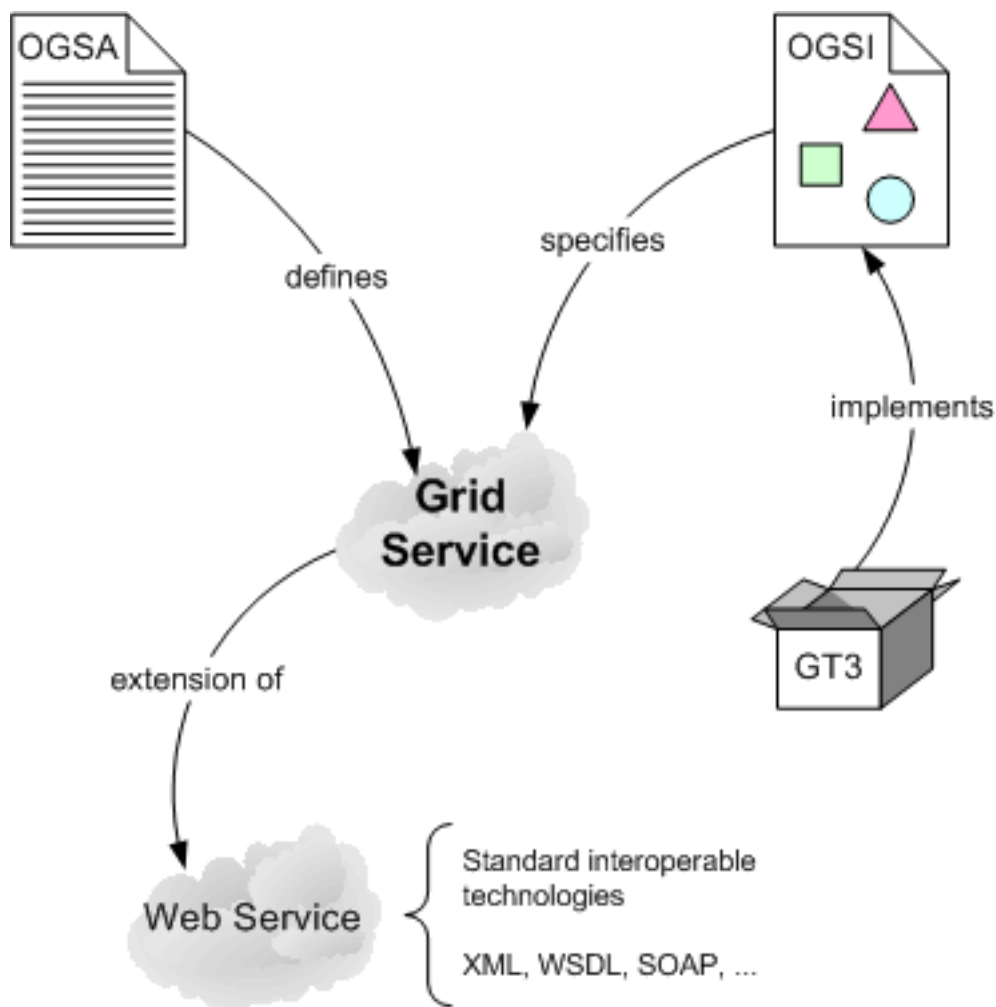 OGSA
OGSI
specifies
defines
implements
Grid
Service
GT3
extension of
Standard interoperable
technologies
Web Service
XML, WSDL, SOAP, ...